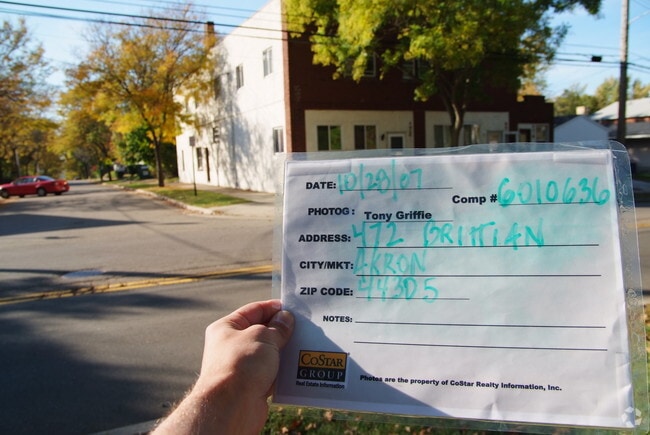 DATE: 10/28/07
Comp # 6010636
PHOTOG: Tony Griffie
ADDRESS: 472 BRITTAN
CITY/MKT: AKRON
ZIP CODE: 44305
NOTES:
COSTAR
GROUP
Real Estate Information
Photos are the property of CoStar Realty Information, Inc.